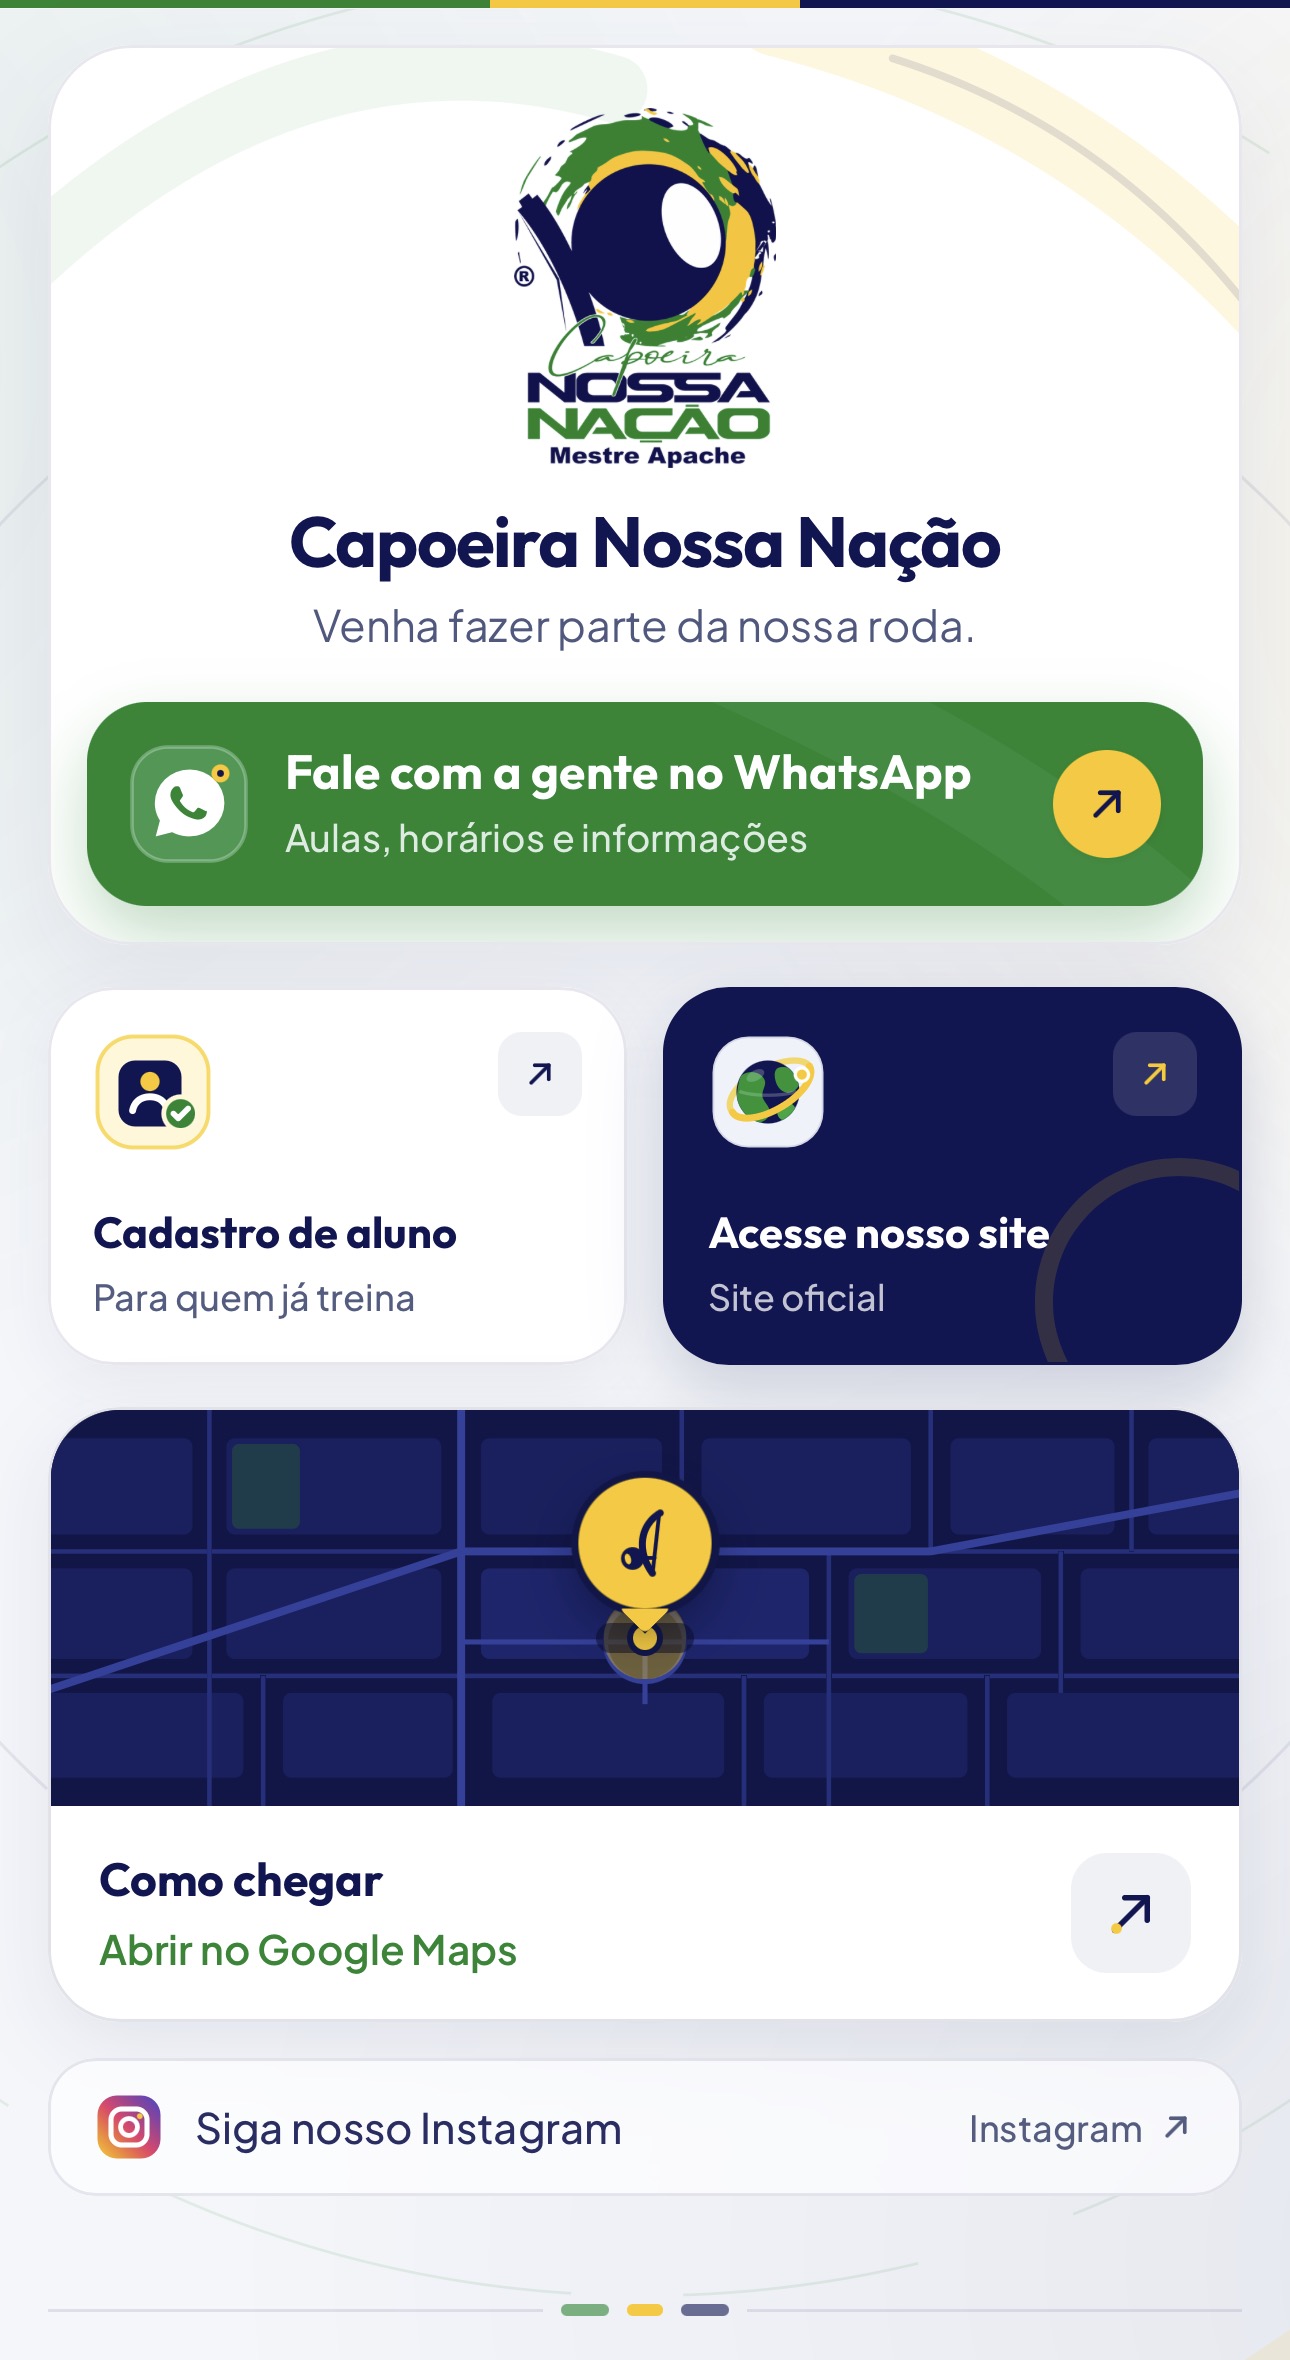 ®
Capoeira
NOSSA
NAÇÃO
Mestre Apache
Capoeira Nossa Nação
Venha fazer parte da nossa roda.
Fale com a gente no WhatsApp
Aulas, horários e informações
Cadastro de aluno
Para quem já treina
Acesse nosso site
Site oficial
Como chegar
Abrir no Google Maps
Siga nosso Instagram
Instagram